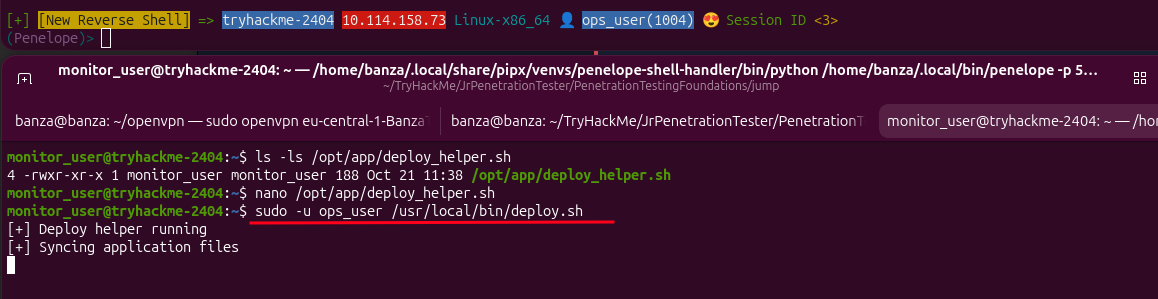 [+] [New Reverse Shell] => tryhackme-2404 10.114.158.73 Linux-x86_64 👤 ops_user(1004) 😍 Session ID <3>
(Penelope)>
monitor_user@tryhackme-2404: ~ — /home/banza/.local/share/pipx/venvs/penelope-shell-handler/bin/python /home/banza/.local/bin/penelope -p 5…
~/TryHackMe/JrPenetrationTester/PenetrationTestingFoundations/jump
banza@banza: ~/openvpn — sudo openvpn eu-central-1-Banza
banza@banza: ~/TryHackMe/JrPenetrationTester/Penetration
monitor_user@tryhackme-2404: ~ — /ho
monitor_user@tryhackme-2404:~$ ls -ls /opt/app/deploy_helper.sh
4 -rwxr-xr-x 1 monitor_user monitor_user 188 Oct 21 11:38 /opt/app/deploy_helper.sh
monitor_user@tryhackme-2404:~$ nano /opt/app/deploy_helper.sh
monitor_user@tryhackme-2404:~$ sudo -u ops_user /usr/local/bin/deploy.sh
[+] Deploy helper running
[+] Syncing application files